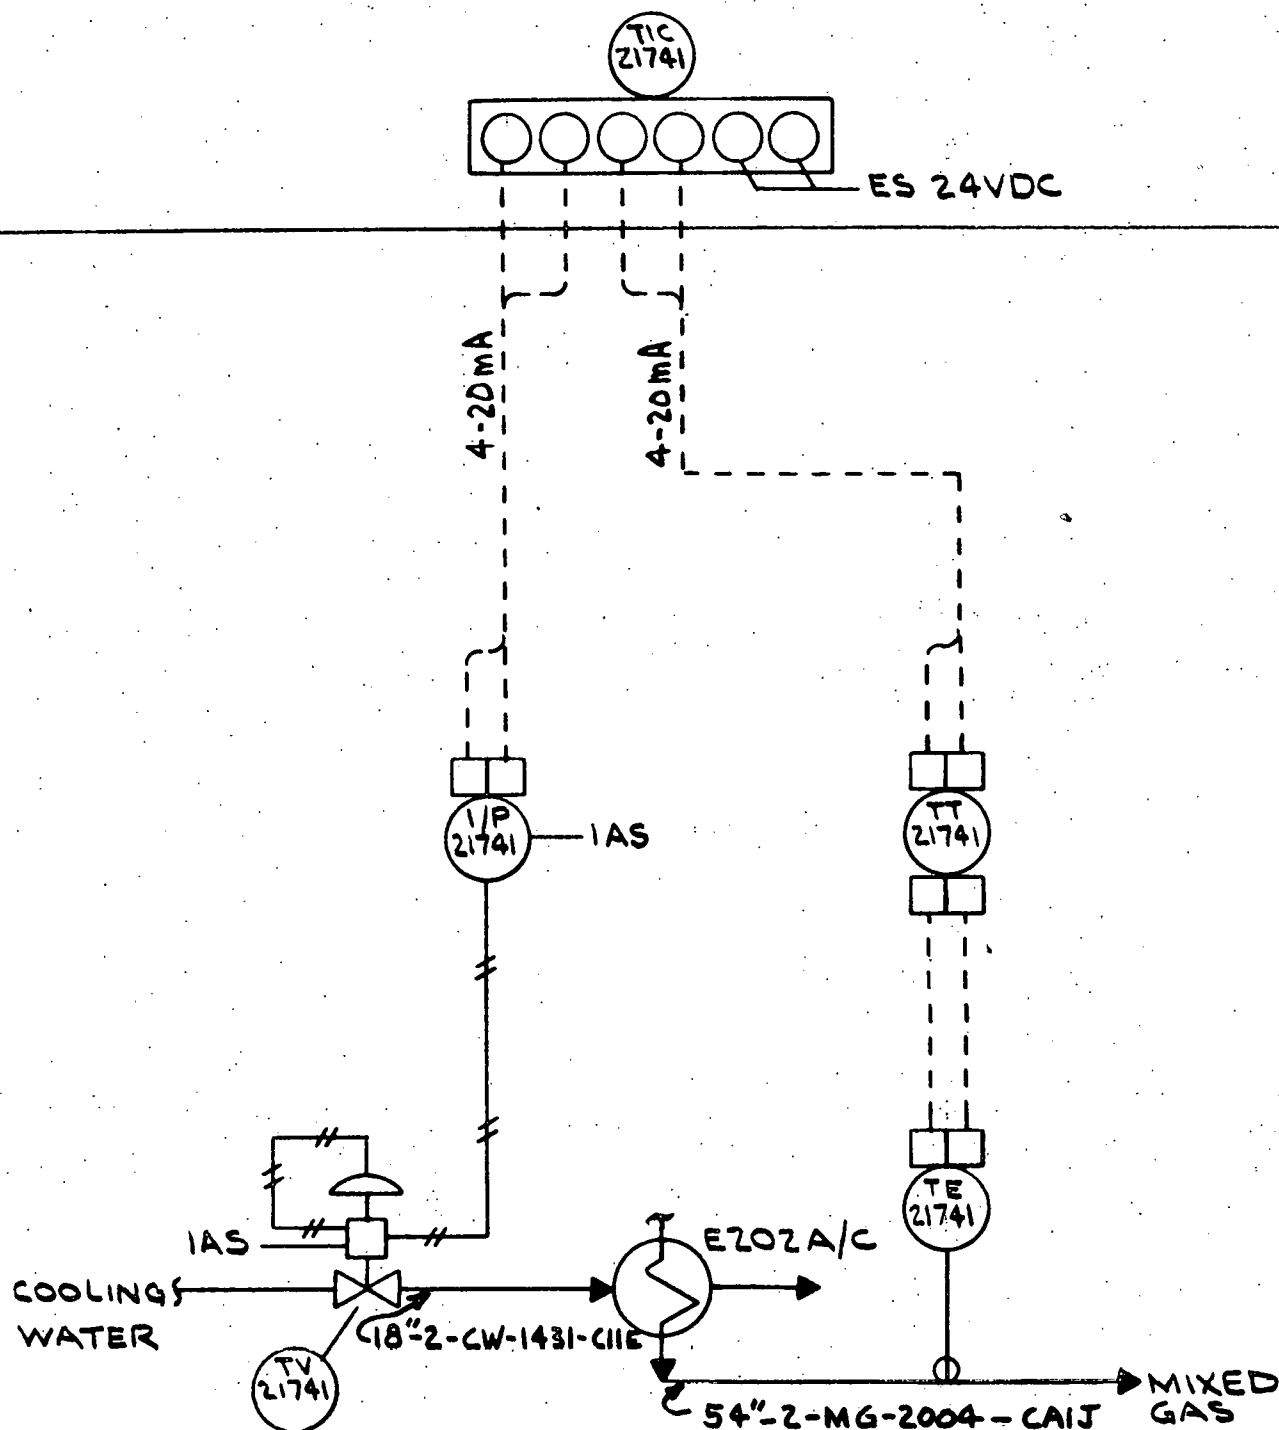 TIC
21741
ES 24VDC
4-20mA
4-20mA
I/P
21741
IAS
TT
21741
TE
21741
IAS
E202A/C
COOLING
WATER
18"-2-CW-1431-C11E
TV
21741
54"-2-MG-2004-CA1J
MIXED
GAS